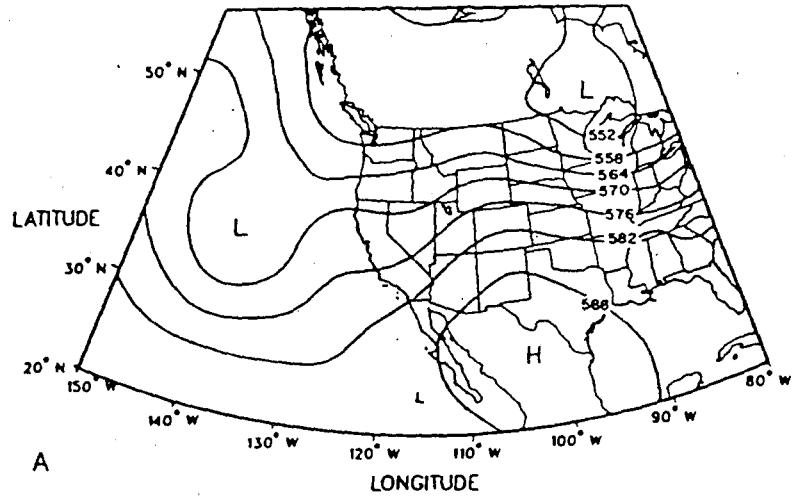 50° N
L
552
558
40° N
564
570
LATITUDE
L
576
582
30° N
588
H
20° N
150° W
L
80° W
140° W
90° W
130° W
100° W
120° W
110° W
A
LONGITUDE